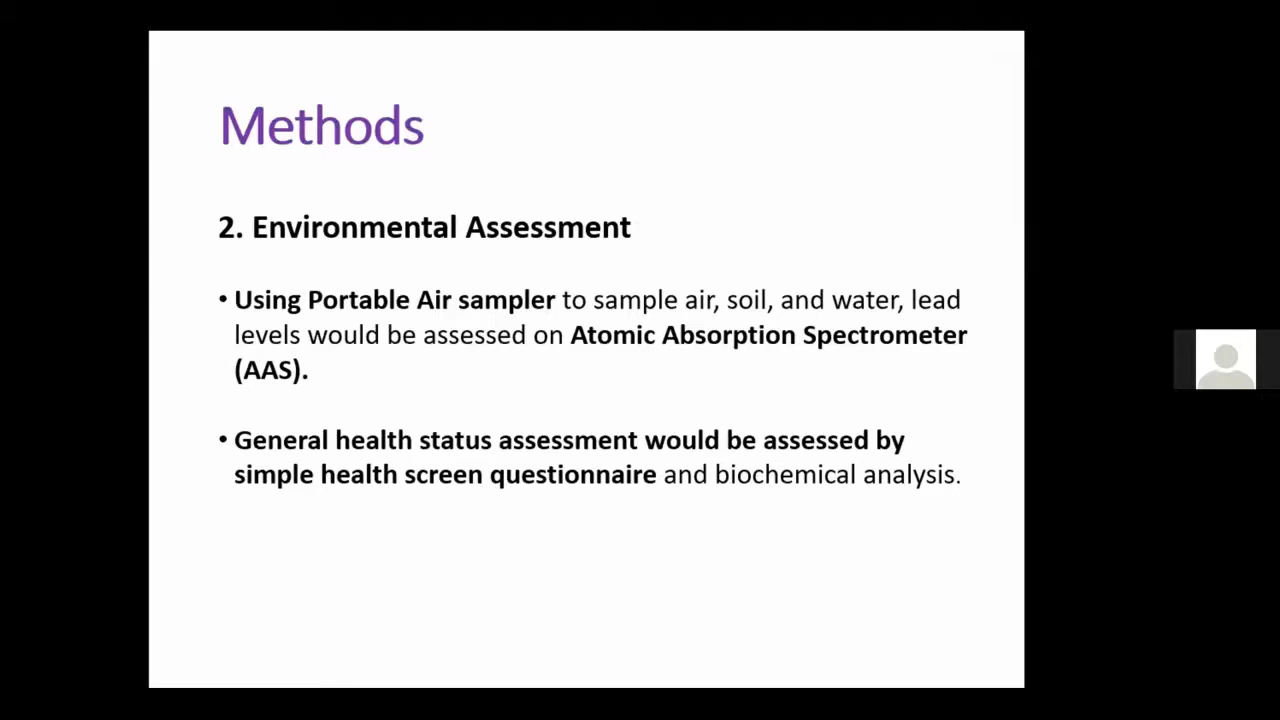 Methods
2. Environmental Assessment
• Using Portable Air sampler to sample air, soil, and water, lead
levels would be assessed on Atomic Absorption Spectrometer
(AAS).
• General health status assessment would be assessed by
simple health screen questionnaire and biochemical analysis.